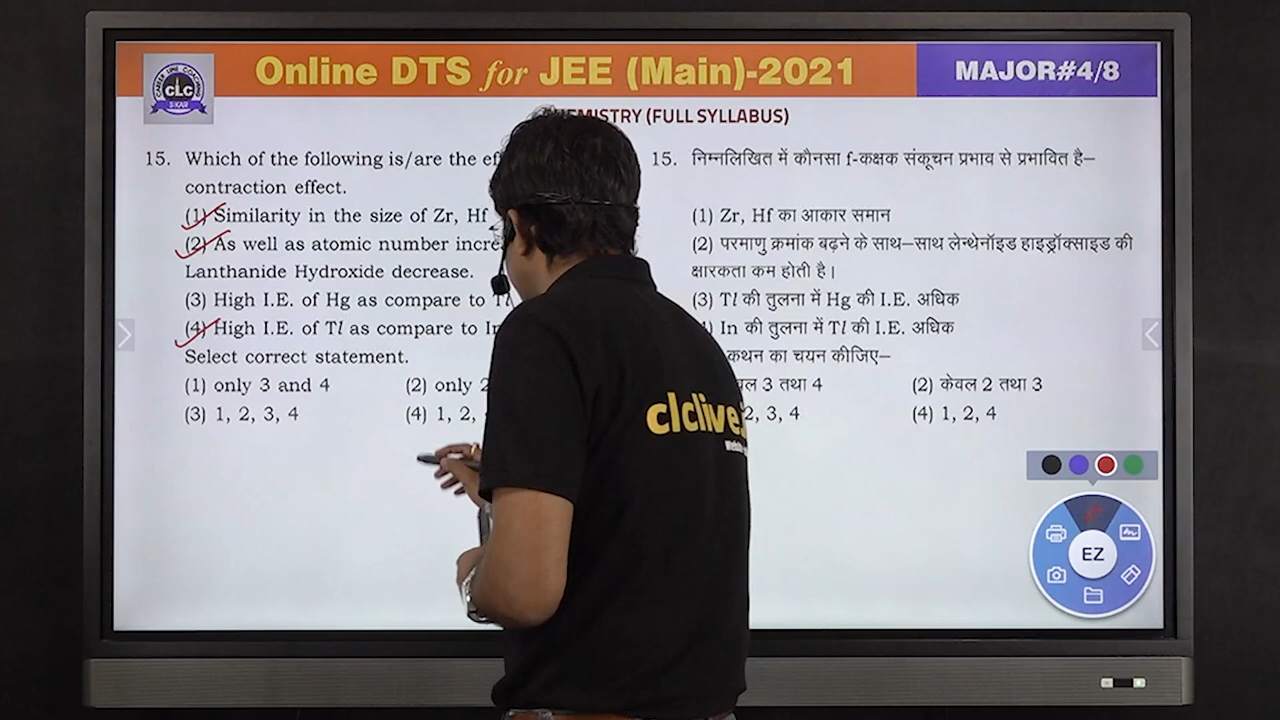 Online DTS for JEE (Main)-2021
MAJOR#4/8
CLC
SIKAR
(FULL SYLLABUS)
15. Which of the following is/are the
contraction effect.
(1) Similarity in the size of Zr, Hf
(2) As well as atomic number
Lanthanide Hydroxide decrease.
(3) High I.E. of Hg as compare to
(4) High I.E. of Tl as compare to In
Select correct statement.
(1) only 3 and 4 (2) only 2
(3) 1, 2, 3, 4 (4) 1, 2,
15. निम्नलिखित में कौनसा f-कक्षक संकूचन प्रभाव से प्रभावित है–
(1) Zr, Hf का आकार समान
(2) परमाणु क्रमांक बढ़ने के साथ–साथ लेन्थेनॉइड हाइड्रॉक्साइड की
क्षारकता कम होती है।
(3) Tl की तुलना में Hg की I.E. अधिक
In की तुलना में Tl की I.E. अधिक
कथन का चयन कीजिए–
3 तथा 4 (2) केवल 2 तथा 3
2, 3, 4 (4) 1, 2, 4
clclive
EZ